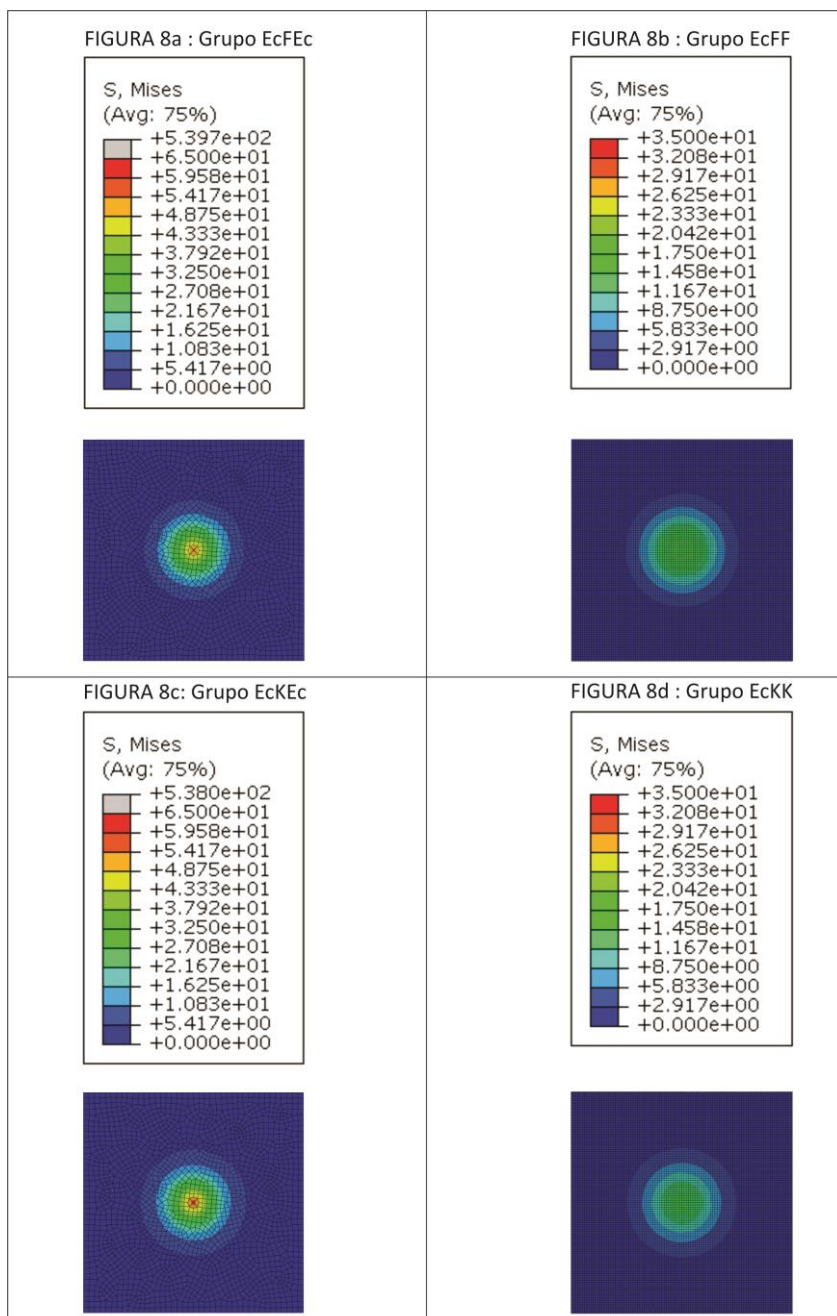 FIGURA 8a : Grupo EcFEc
S, Mises
(Avg: 75%)
+5.397e+02
+6.500e+01
+5.958e+01
+5.417e+01
+4.875e+01
+4.333e+01
+3.792e+01
+3.250e+01
+2.708e+01
+2.167e+01
+1.625e+01
+1.083e+01
+5.417e+00
+0.000e+00
FIGURA 8b : Grupo EcFF
S, Mises
(Avg: 75%)
+3.500e+01
+3.208e+01
+2.917e+01
+2.625e+01
+2.333e+01
+2.042e+01
+1.750e+01
+1.458e+01
+1.167e+01
+8.750e+00
+5.833e+00
+2.917e+00
+0.000e+00
FIGURA 8c: Grupo EcKEc
S, Mises
(Avg: 75%)
+5.380e+02
+6.500e+01
+5.958e+01
+5.417e+01
+4.875e+01
+4.333e+01
+3.792e+01
+3.250e+01
+2.708e+01
+2.167e+01
+1.625e+01
+1.083e+01
+5.417e+00
+0.000e+00
FIGURA 8d : Grupo EcKK
S, Mises
(Avg: 75%)
+3.500e+01
+3.208e+01
+2.917e+01
+2.625e+01
+2.333e+01
+2.042e+01
+1.750e+01
+1.458e+01
+1.167e+01
+8.750e+00
+5.833e+00
+2.917e+00
+0.000e+00